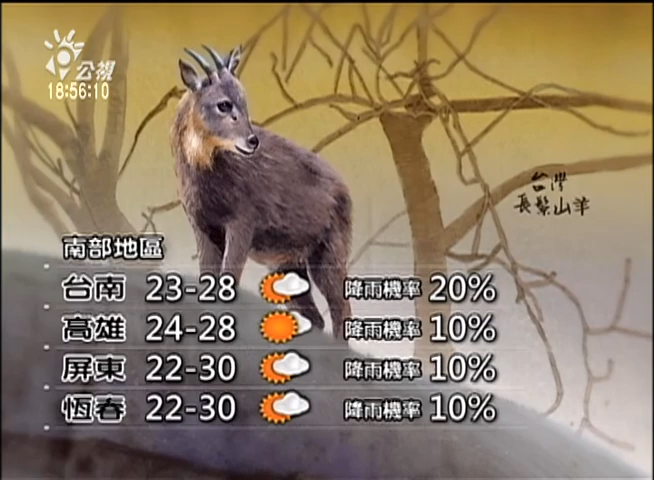 公視
18:56:10
台灣
長鬃山羊
南部地區
台南 23-28 降雨機率 20%
高雄 24-28 降雨機率 10%
屏東 22-30 降雨機率 10%
恆春 22-30 降雨機率 10%